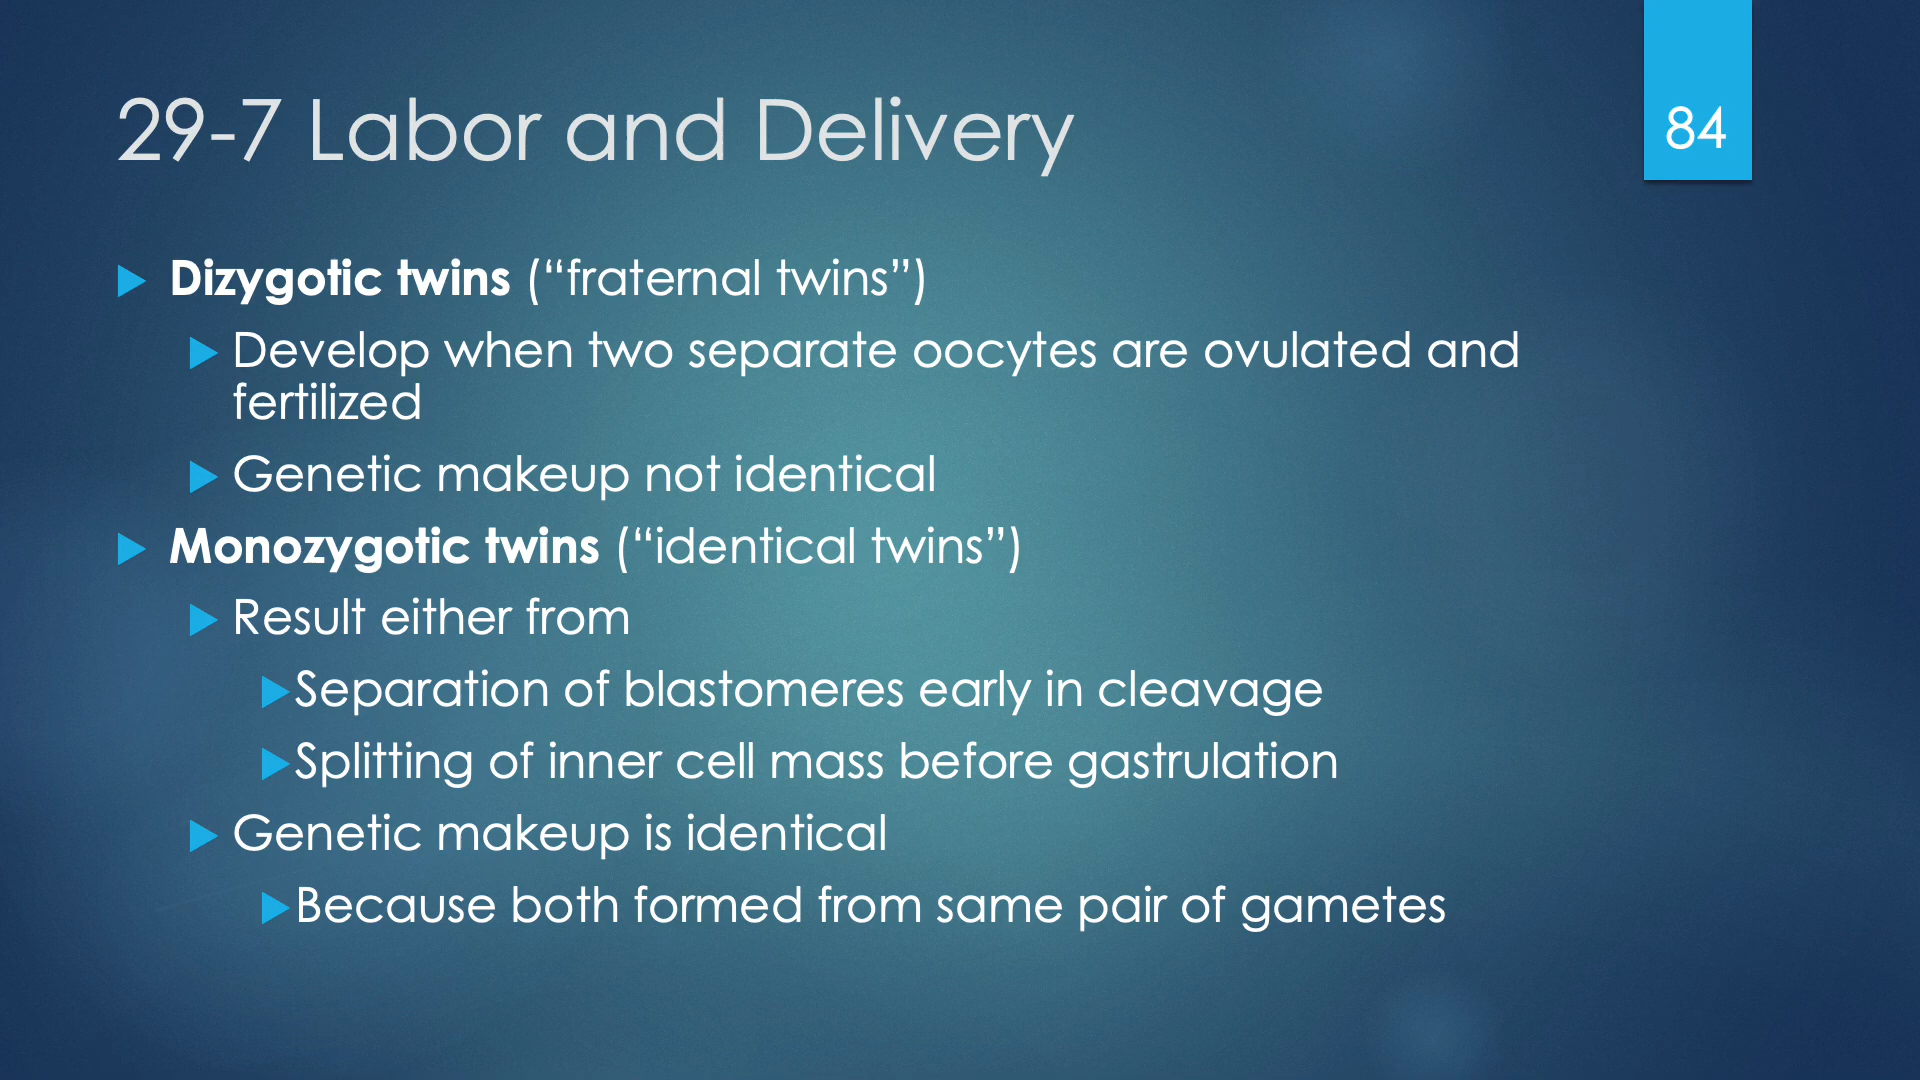 29-7 Labor and Delivery
84
Dizygotic twins (“fraternal twins”)
Develop when two separate oocytes are ovulated and
fertilized
Genetic makeup not identical
Monozygotic twins (“identical twins”)
Result either from
Separation of blastomeres early in cleavage
Splitting of inner cell mass before gastrulation
Genetic makeup is identical
Because both formed from same pair of gametes